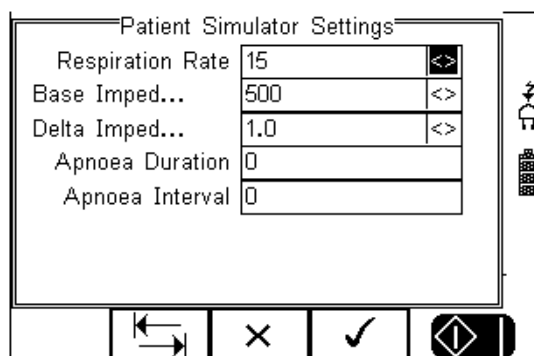 Patient Simulator Settings
Respiration Rate 15 <>
Base Imped... 500 <>
Delta Imped... 1.0 <>
Apnoea Duration 0
Apnoea Interval 0